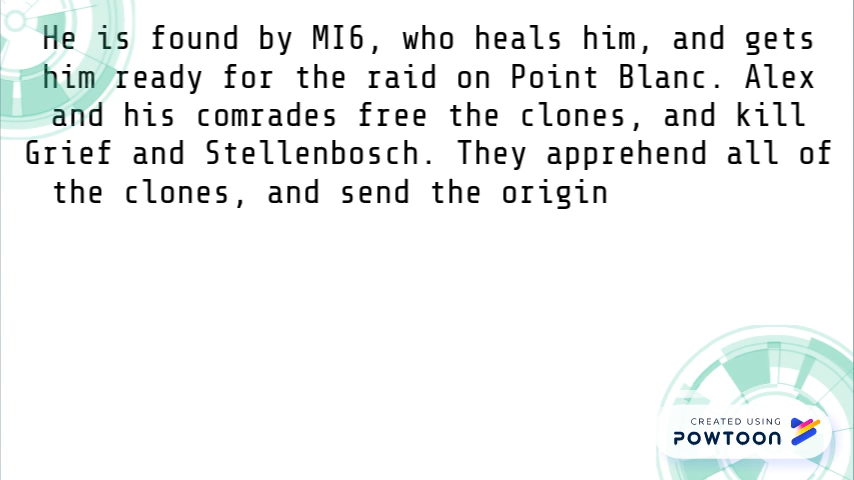 He is found by MI6, who heals him, and gets
him ready for the raid on Point Blanc. Alex
and his comrades free the clones, and kill
Grief and Stellenbosch. They apprehend all of
the clones, and send the origin
CREATED USING
POWTOON